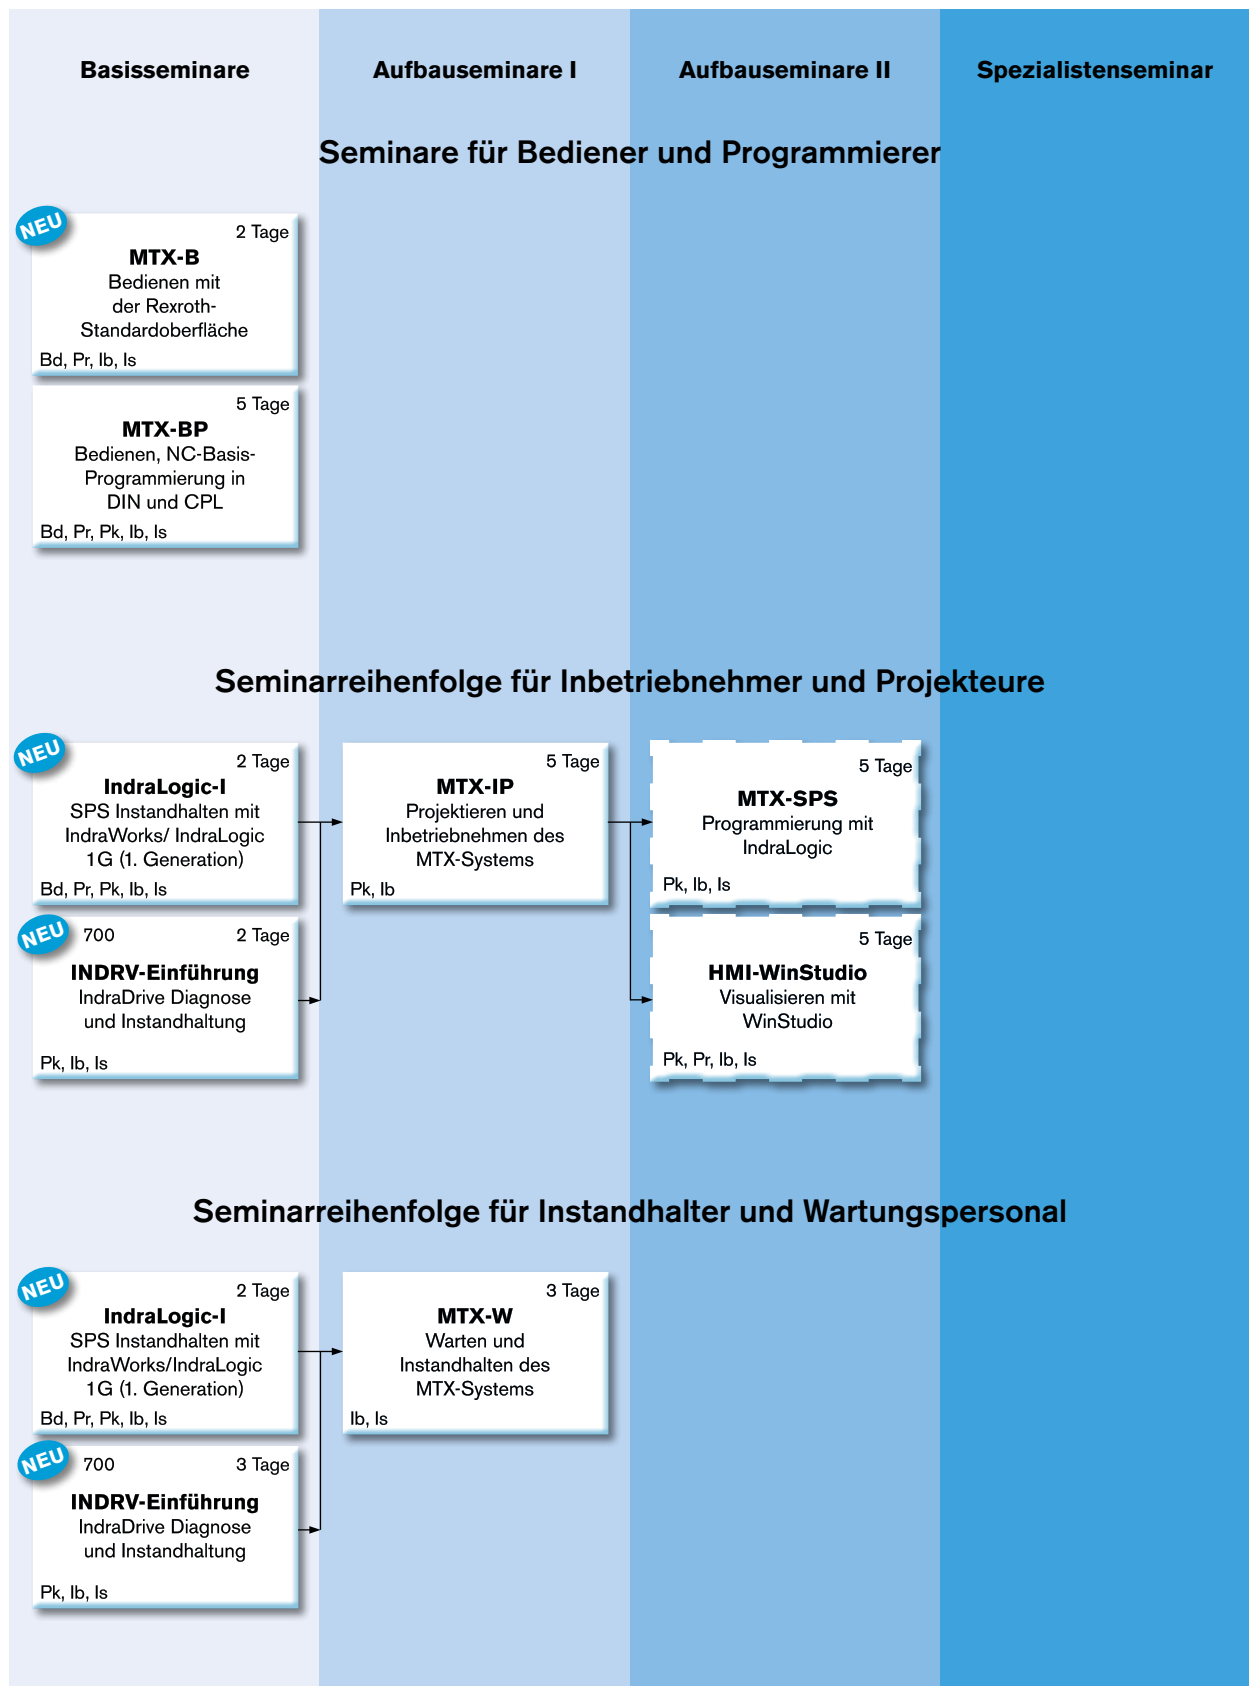 Basisseminare
Aufbauseminare I
Aufbauseminare II
Spezialistenseminar
Seminare für Bediener und Programmierer
NEU
2 Tage
MTX-B
Bedienen mit
der Rexroth-
Standardoberfläche
Bd, Pr, Ib, Is
5 Tage
MTX-BP
Bedienen, NC-Basis-
Programmierung in
DIN und CPL
Bd, Pr, Pk, Ib, Is
Seminarreihenfolge für Inbetriebnehmer und Projekteure
NEU
2 Tage
IndraLogic-I
SPS Instandhalten mit
IndraWorks/ IndraLogic
1G (1. Generation)
Bd, Pr, Pk, Ib, Is
NEU
700
2 Tage
INDRV-Einführung
IndraDrive Diagnose
und Instandhaltung
Pk, Ib, Is
5 Tage
MTX-IP
Projektieren und
Inbetriebnehmen des
MTX-Systems
Pk, Ib
5 Tage
MTX-SPS
Programmierung mit
IndraLogic
Pk, Ib, Is
5 Tage
HMI-WinStudio
Visualisieren mit
WinStudio
Pk, Pr, Ib, Is
Seminarreihenfolge für Instandhalter und Wartungspersonal
NEU
2 Tage
IndraLogic-I
SPS Instandhalten mit
IndraWorks/IndraLogic
1G (1. Generation)
Bd, Pr, Pk, Ib, Is
NEU
700
3 Tage
INDRV-Einführung
IndraDrive Diagnose
und Instandhaltung
Pk, Ib, Is
3 Tage
MTX-W
Warten und
Instandhalten des
MTX-Systems
Ib, Is